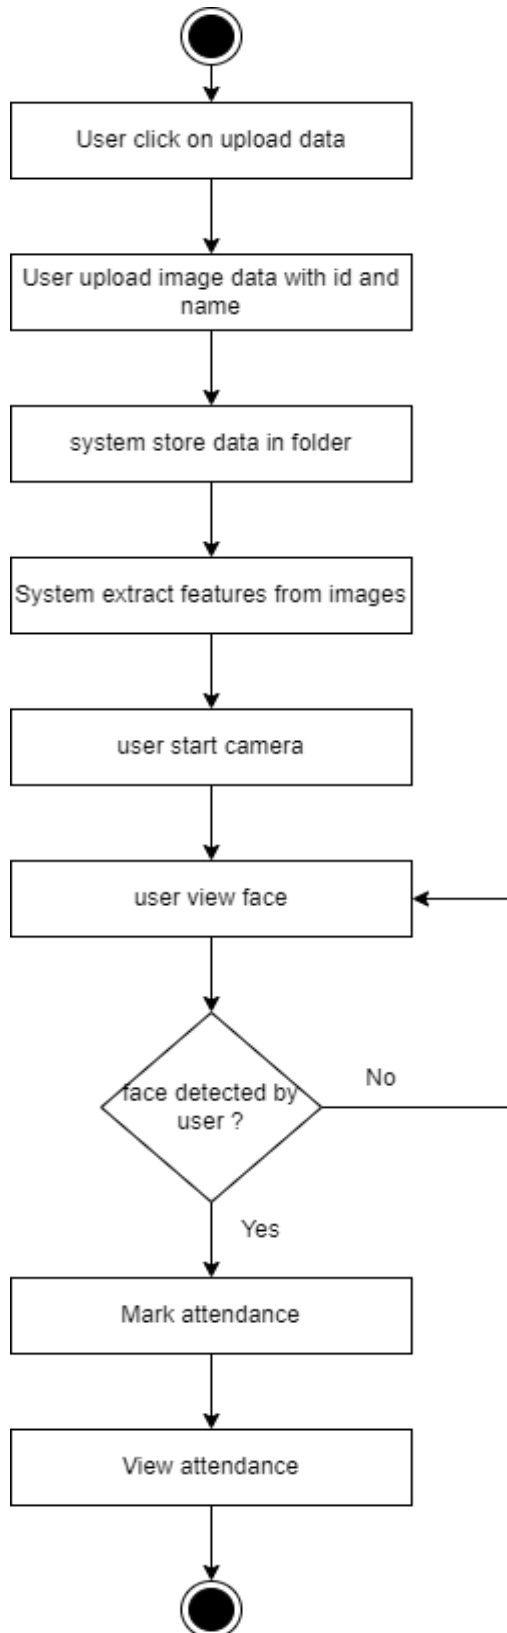 User click on upload data
User upload image data with id and
name
system store data in folder
System extract features from images
user start camera
user view face
face detected by
user ?
No
Yes
Mark attendance
View attendance